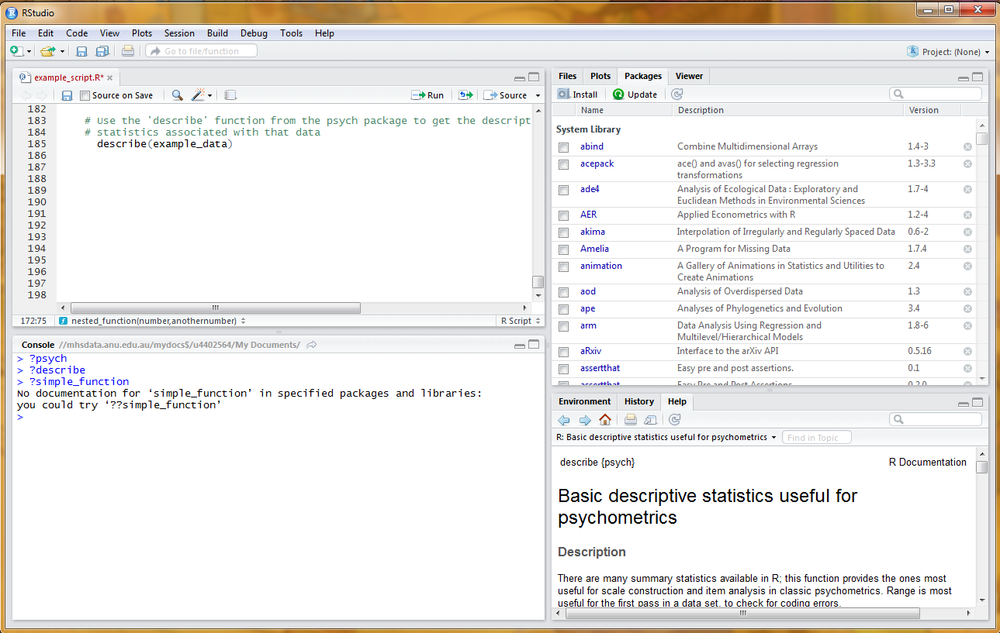 RStudio
File Edit Code View Plots Session Build Debug Tools Help
Go to file/function
Project: (None)
example_script.R*
Source on Save
Run
Source
182
183 # Use the 'describe' function from the psych package to get the descript
184 # statistics associated with that data
185 describe(example_data)
186
187
188
189
190
191
192
193
194
195
196
197
198
172:75 nested_function(number,anothernumber) R Script
Console //mhsdata.anu.edu.au/mydocs$/u4402564/My Documents/
> ?psych
> ?describe
> ?simple_function
No documentation for ‘simple_function’ in specified packages and libraries:
you could try ‘??simple_function’
>
Files Plots Packages Viewer
Install Update
Name Description Version
System Library
abind Combine Multidimensional Arrays 1.4-3
acepack ace() and avas() for selecting regression 1.3-3.3
transformations
ade4 Analysis of Ecological Data : Exploratory and 1.7-4
Euclidean Methods in Environmental Sciences
AER Applied Econometrics with R 1.2-4
akima Interpolation of Irregularly and Regularly Spaced Data 0.6-2
Amelia A Program for Missing Data 1.7.4
animation A Gallery of Animations in Statistics and Utilities to 2.4
Create Animations
aod Analysis of Overdispersed Data 1.3
ape Analyses of Phylogenetics and Evolution 3.4
arm Data Analysis Using Regression and 1.8-6
Multilevel/Hierarchical Models
aRxiv Interface to the arXiv API 0.5.16
assertthat Easy pre and post assertions. 0.1
assertthat Easy Pre and Post Assertions 0.2.0
Environment History Help
R: Basic descriptive statistics useful for psychometrics Find in Topic
describe {psych} R Documentation
Basic descriptive statistics useful for
psychometrics
Description
There are many summary statistics available in R; this function provides the ones most
useful for scale construction and item analysis in classic psychometrics. Range is most
useful for the first pass in a data set, to check for coding errors.